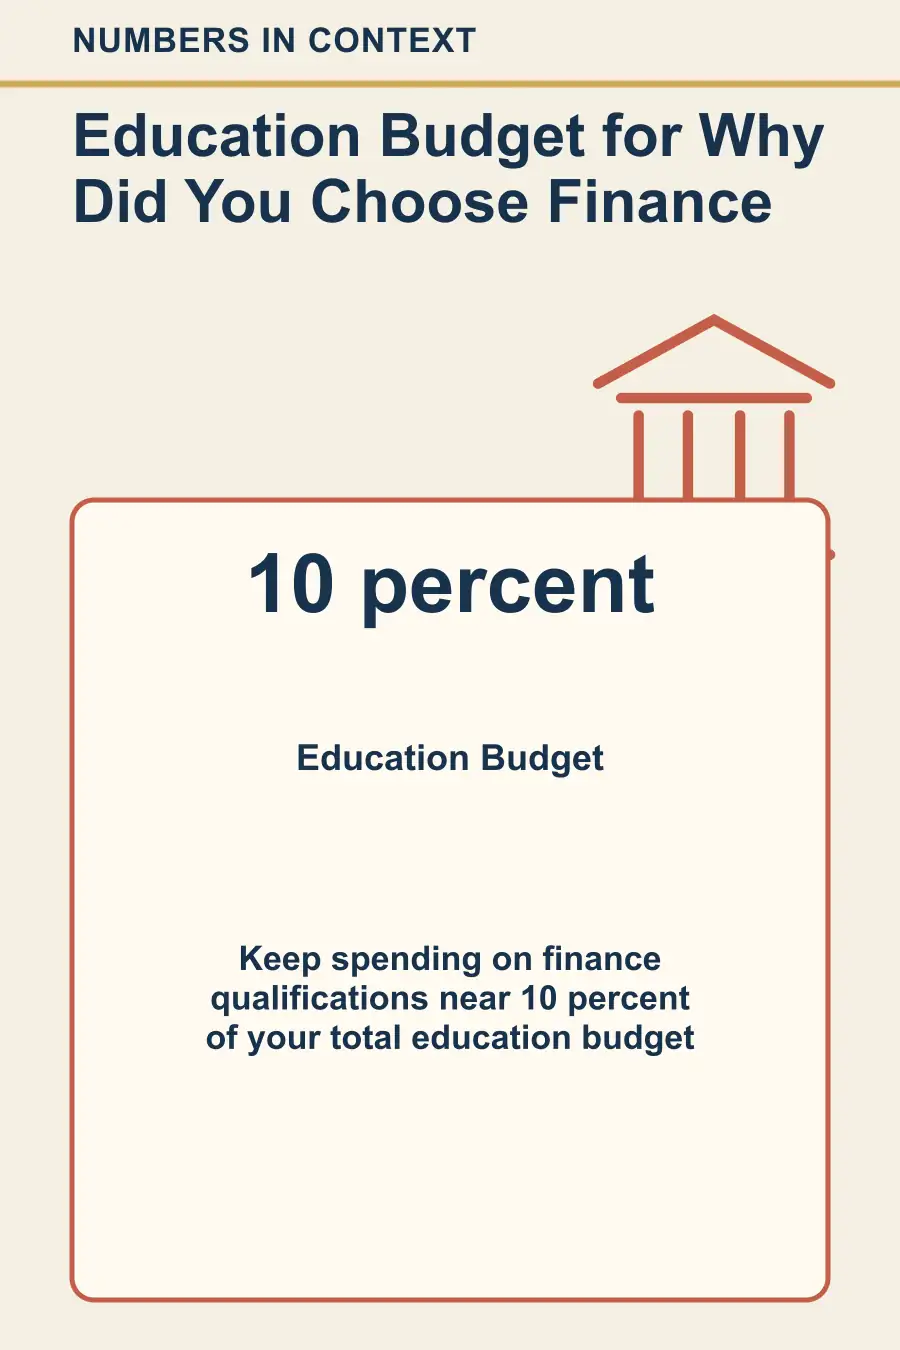 NUMBERS IN CONTEXT
Education Budget for Why
Did You Choose Finance
10 percent
Education Budget
Keep spending on finance
qualifications near 10 percent
of your total education budget